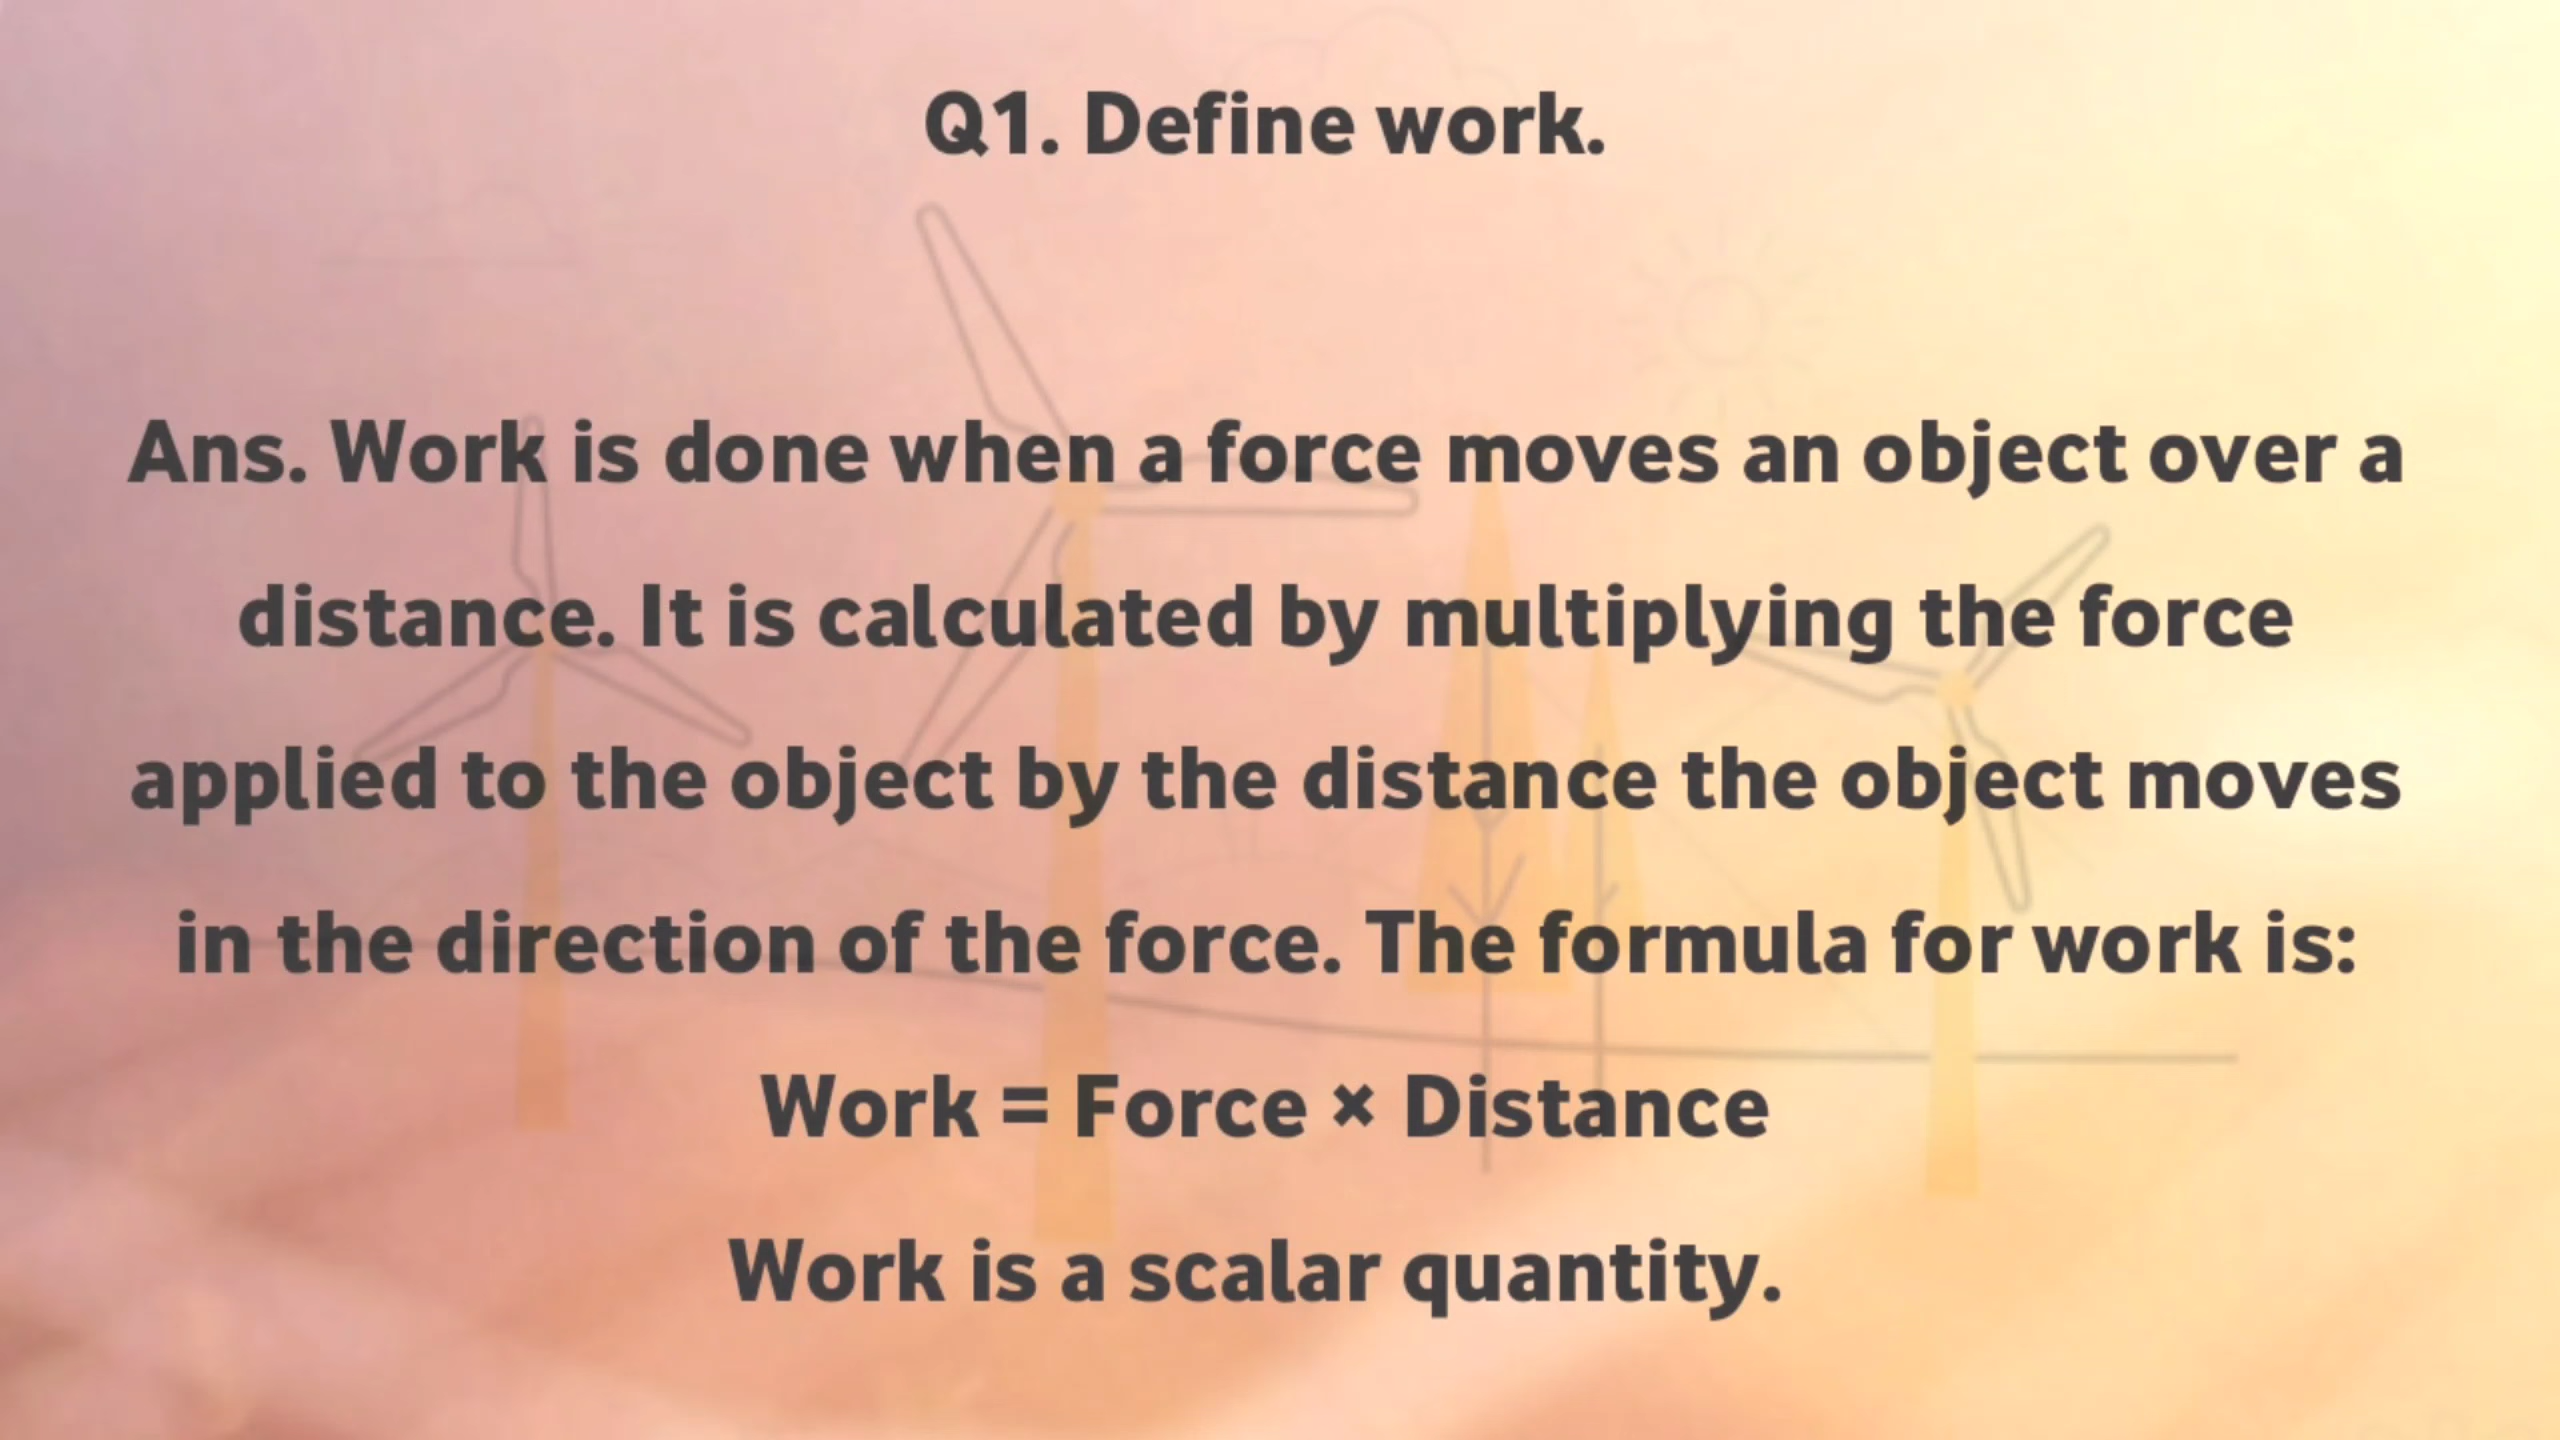 Q1. Define work.
Ans. Work is done when a force moves an object over a
distance. It is calculated by multiplying the force
applied to the object by the distance the object moves
in the direction of the force. The formula for work is:
Work = Force × Distance
Work is a scalar quantity.